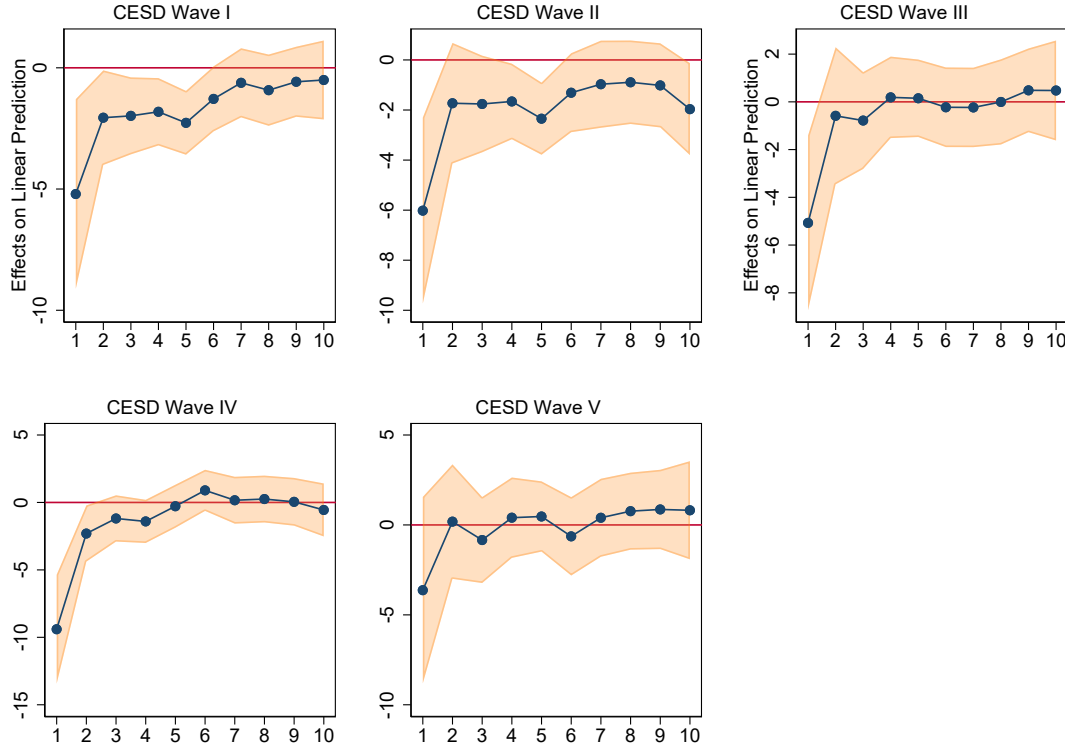 CESD Wave I
Effects on Linear Prediction
0
-5
-10
1 2 3 4 5 6 7 8 9 10
CESD Wave II
0
-2
-4
-6
-8
-10
1 2 3 4 5 6 7 8 9 10
CESD Wave III
Effects on Linear Prediction
2
0
-2
-4
-6
-8
1 2 3 4 5 6 7 8 9 10
CESD Wave IV
5
0
-5
-10
-15
1 2 3 4 5 6 7 8 9 10
CESD Wave V
5
0
-5
-10
1 2 3 4 5 6 7 8 9 10